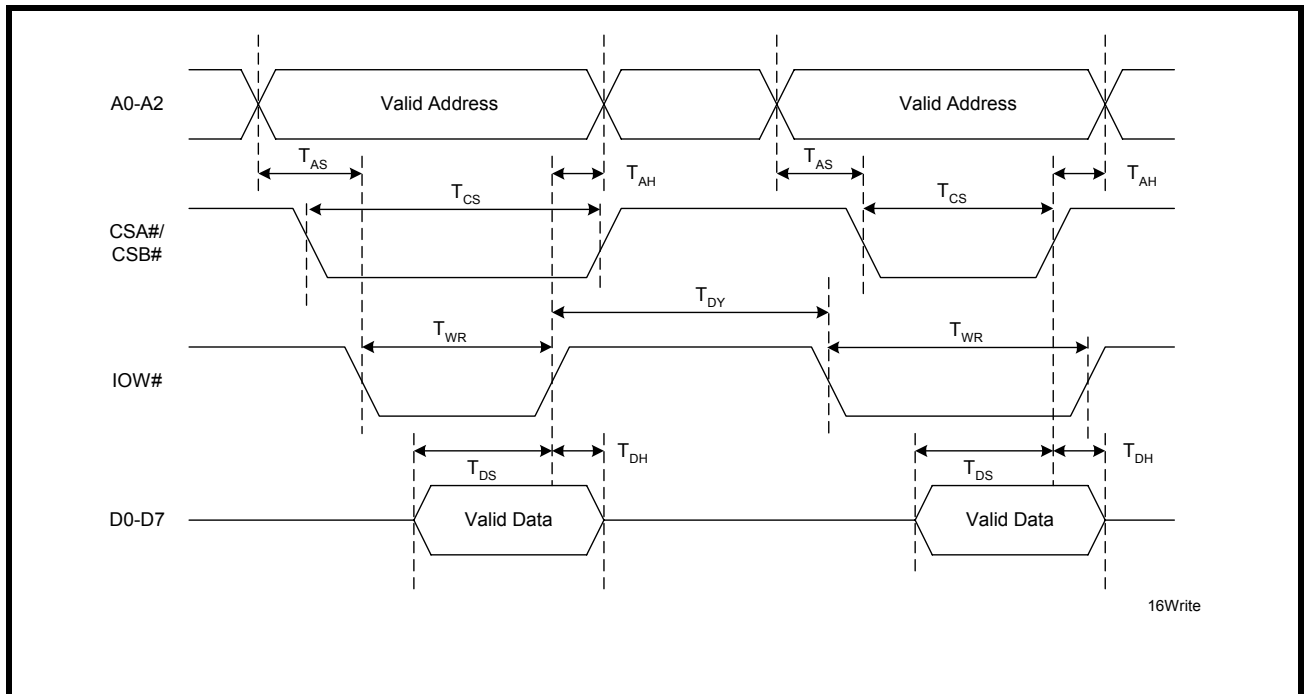 A0-A2
Valid Address
Valid Address
TAS
TAH
TAS
TAH
TCS
TCS
CSA#/
CSB#
TDY
TWR
TWR
IOW#
TDS
TDH
TDS
TDH
D0-D7
Valid Data
Valid Data
16Write